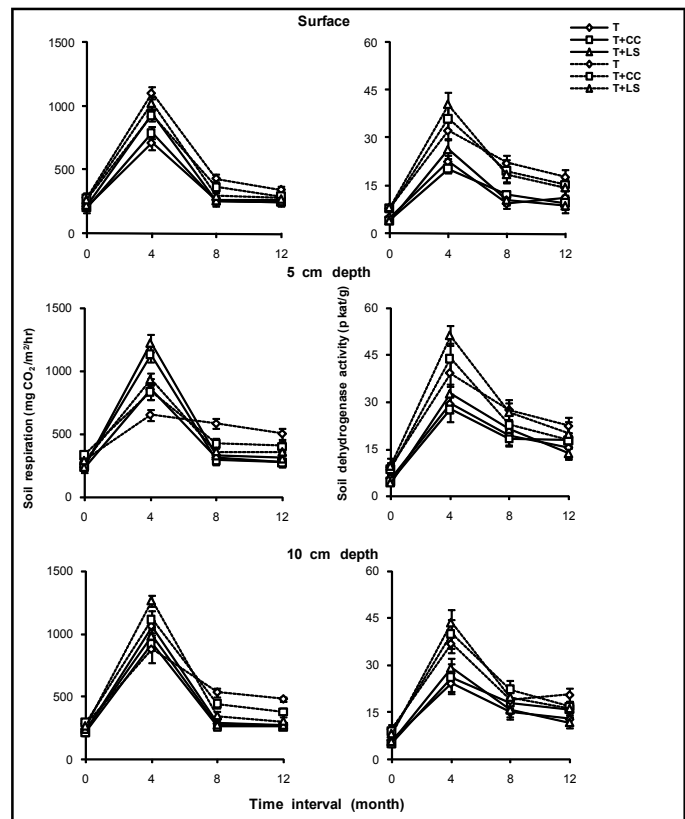 Surface
T
T+CC
T+LS
T
T+CC
T+LS
1500
1000
500
0
0 4 8 12
60
45
30
15
0
0 4 8 12
5 cm depth
Soil respiration (mg CO₂/m²/hr)
1500
1000
500
0
0 4 8 12
Soil dehydrogenase activity (p kat/g)
60
45
30
15
0
0 4 8 12
10 cm depth
1500
1000
500
0
0 4 8 12
60
45
30
15
0
0 4 8 12
Time interval (month)